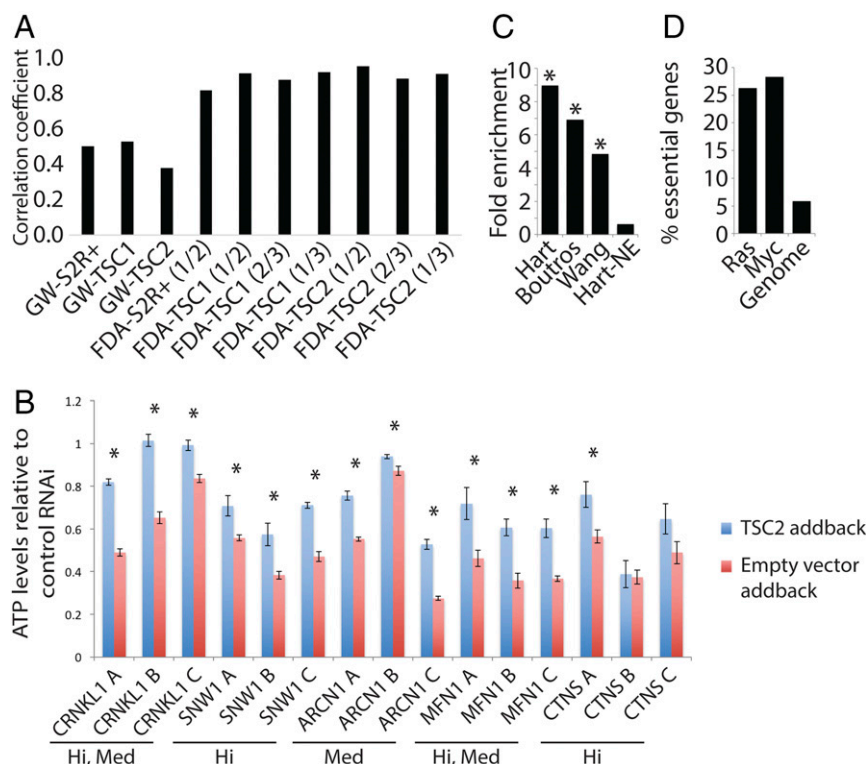 A
Correlation coefficient
1.0
0.8
0.6
0.4
0.2
0.0
GW-S2R+
GW-TSC1
GW-TSC2
FDA-S2R+ (1/2)
FDA-TSC1 (1/2)
FDA-TSC1 (2/3)
FDA-TSC1 (1/3)
FDA-TSC2 (1/2)
FDA-TSC2 (2/3)
FDA-TSC2 (1/3)
C
Fold enrichment
10
8
6
4
2
0
* * *
Hart
Boutros
Wang
Hart-NE
D
% essential genes
30
25
20
15
10
5
0
Ras
Myc
Genome
B
ATP levels relative to
control RNAi
1.2
1
0.8
0.6
0.4
0.2
0
* * * * * * * * * * * * *
CRNKL1 A
CRNKL1 B
CRNKL1 C
SNW1 A
SNW1 B
SNW1 C
ARCN1 A
ARCN1 B
ARCN1 C
MFN1 A
MFN1 B
MFN1 C
CTNS A
CTNS B
CTNS C
Hi, Med
Hi
Med
Hi, Med
Hi
TSC2 addback
Empty vector
addback